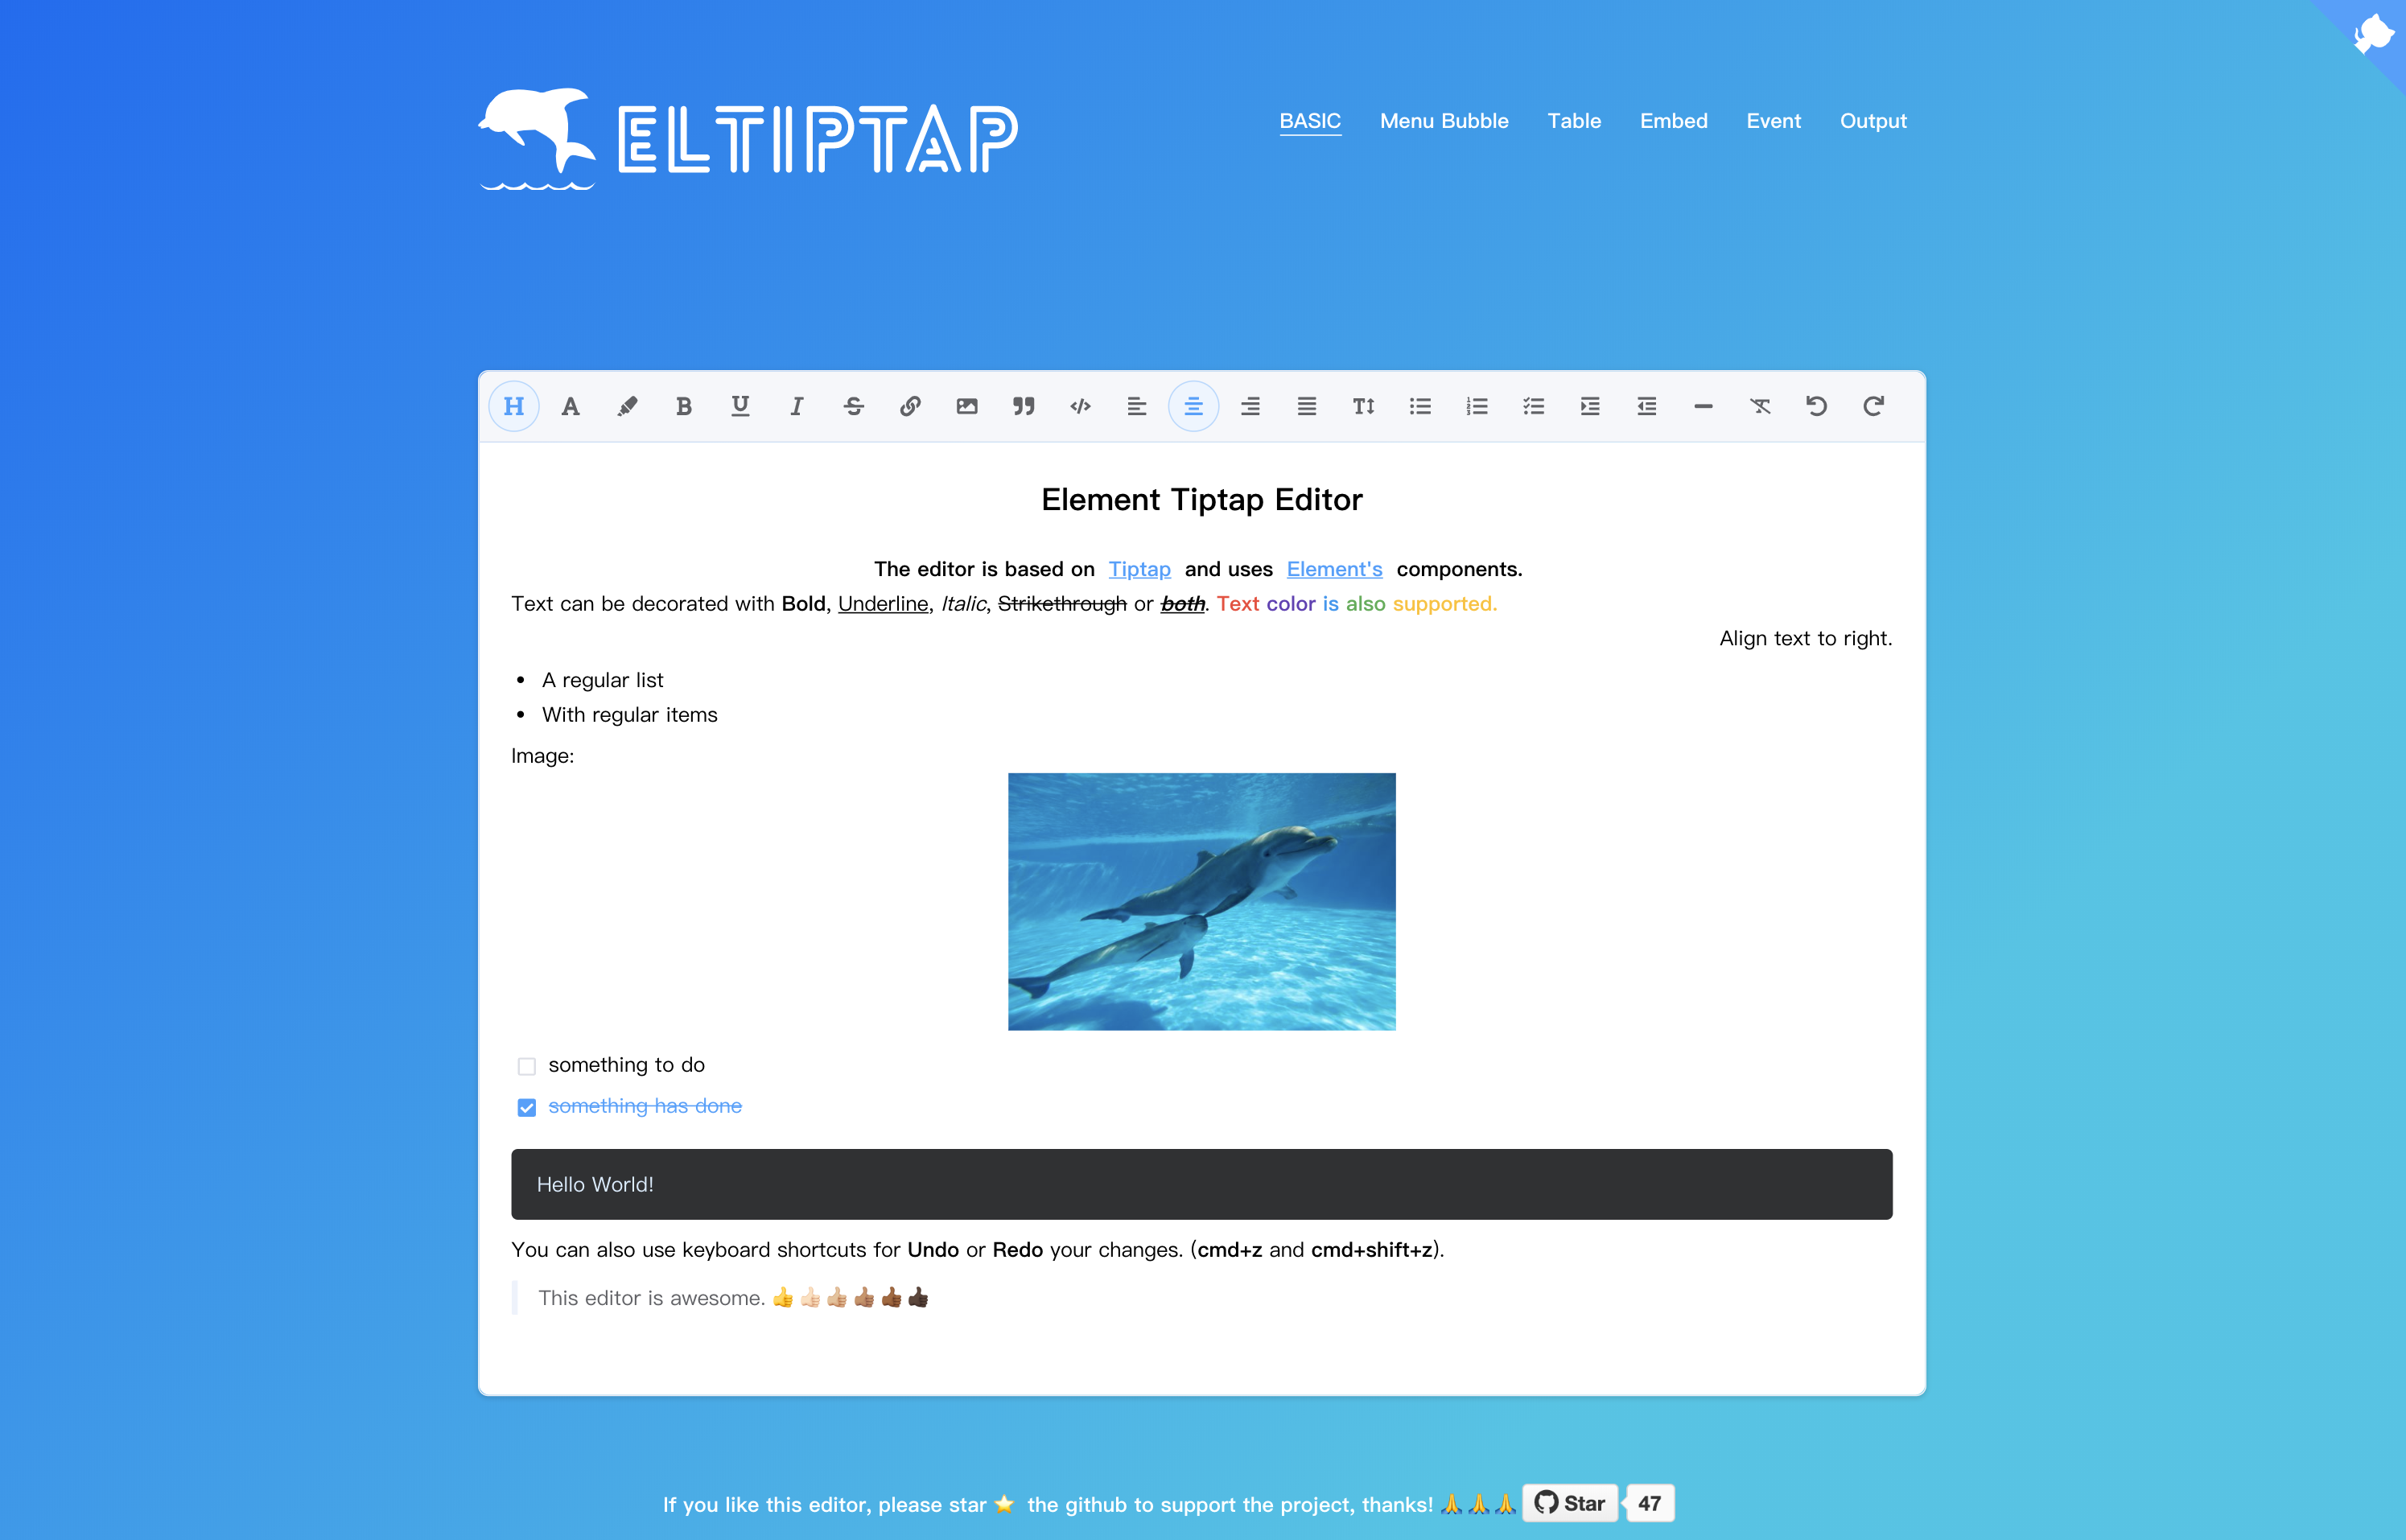 ELTIPTAP
BASIC Menu Bubble Table Embed Event Output
Element Tiptap Editor
The editor is based on Tiptap and uses Element's components.
Text can be decorated with Bold, Underline, Italic, Strikethrough or both. Text color is also supported.
Align text to right.
• A regular list
• With regular items
Image:
something to do
something has done
Hello World!
You can also use keyboard shortcuts for Undo or Redo your changes. (cmd+z and cmd+shift+z).
This editor is awesome. 👍👍🏻👍🏼👍🏽👍🏾👍🏿
If you like this editor, please star ⭐ the github to support the project, thanks! 🙏🙏🙏 Star 47